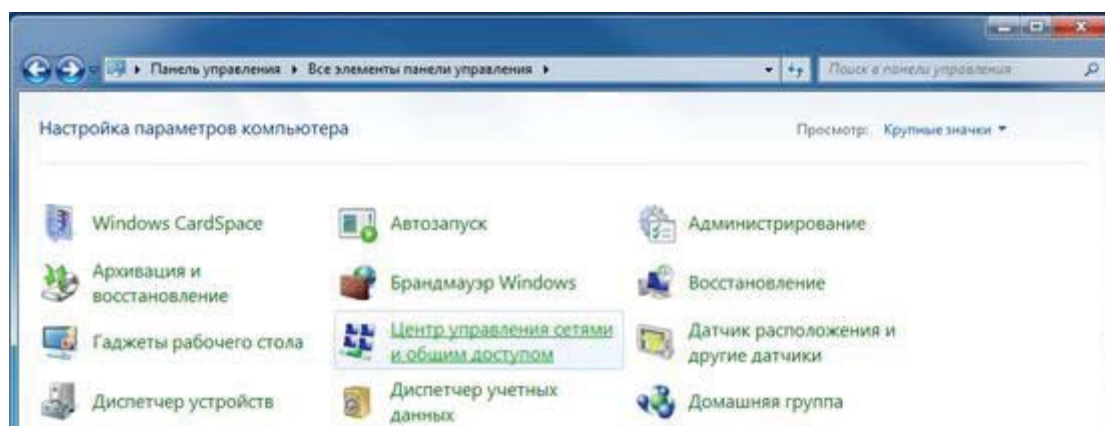 Панель управления ▸ Все элементы панели управления ▸
Поиск в панели управления
Настройка параметров компьютера
Просмотр: Крупные значки
Windows CardSpace
Автозапуск
Администрирование
Архивация и
восстановление
Брандмауэр Windows
Восстановление
Гаджеты рабочего стола
Центр управления сетями
и общим доступом
Датчик расположения и
другие датчики
Диспетчер устройств
Диспетчер учетных
данных
Домашняя группа